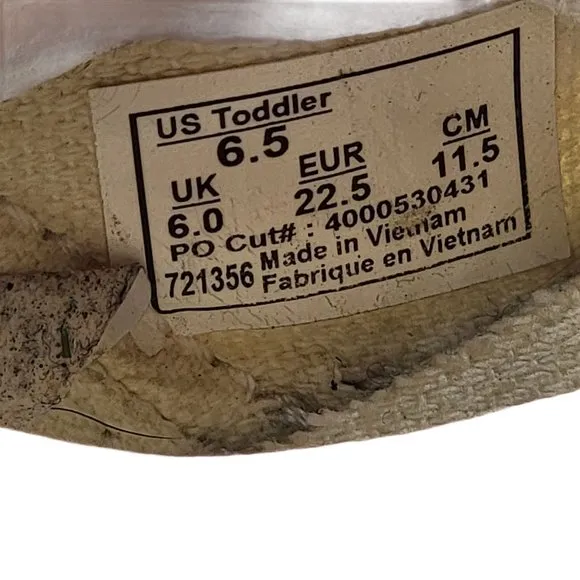 US Toddler
6.5
UK EUR CM
6.0 22.5 11.5
PO Cut# : 4000530431
721356 Made in Vietnam
Fabrique en Vietnam